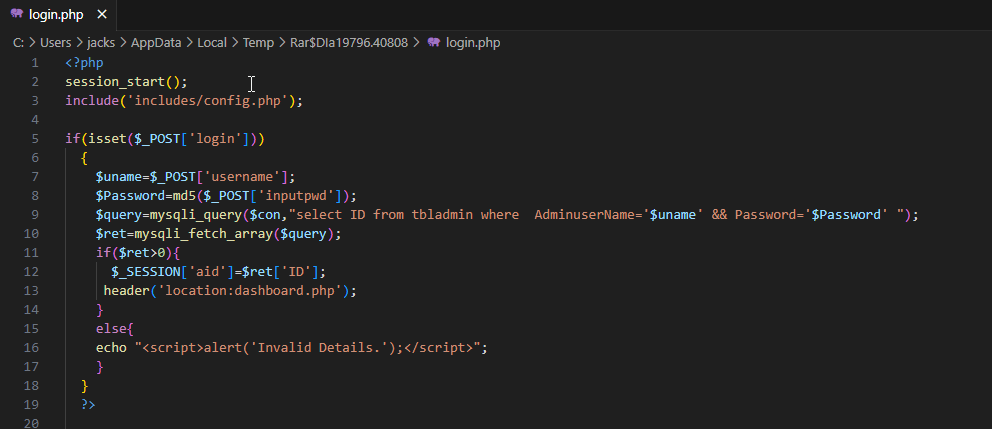 login.php
C: > Users > jacks > AppData > Local > Temp > Rar$DIa19796.40808 > login.php
1 <?php
2 session_start();
3 include('includes/config.php');
4
5 if(isset($_POST['login']))
6 {
7 $uname=$_POST['username'];
8 $Password=md5($_POST['inputpwd']);
9 $query=mysqli_query($con,"select ID from tbladmin where  AdminuserName='$uname' && Password='$Password' ");
10 $ret=mysqli_fetch_array($query);
11 if($ret>0){
12 $_SESSION['aid']=$ret['ID'];
13 header('location:dashboard.php');
14 }
15 else{
16 echo "<script>alert('Invalid Details.');</script>";
17 }
18 }
19 ?>
20